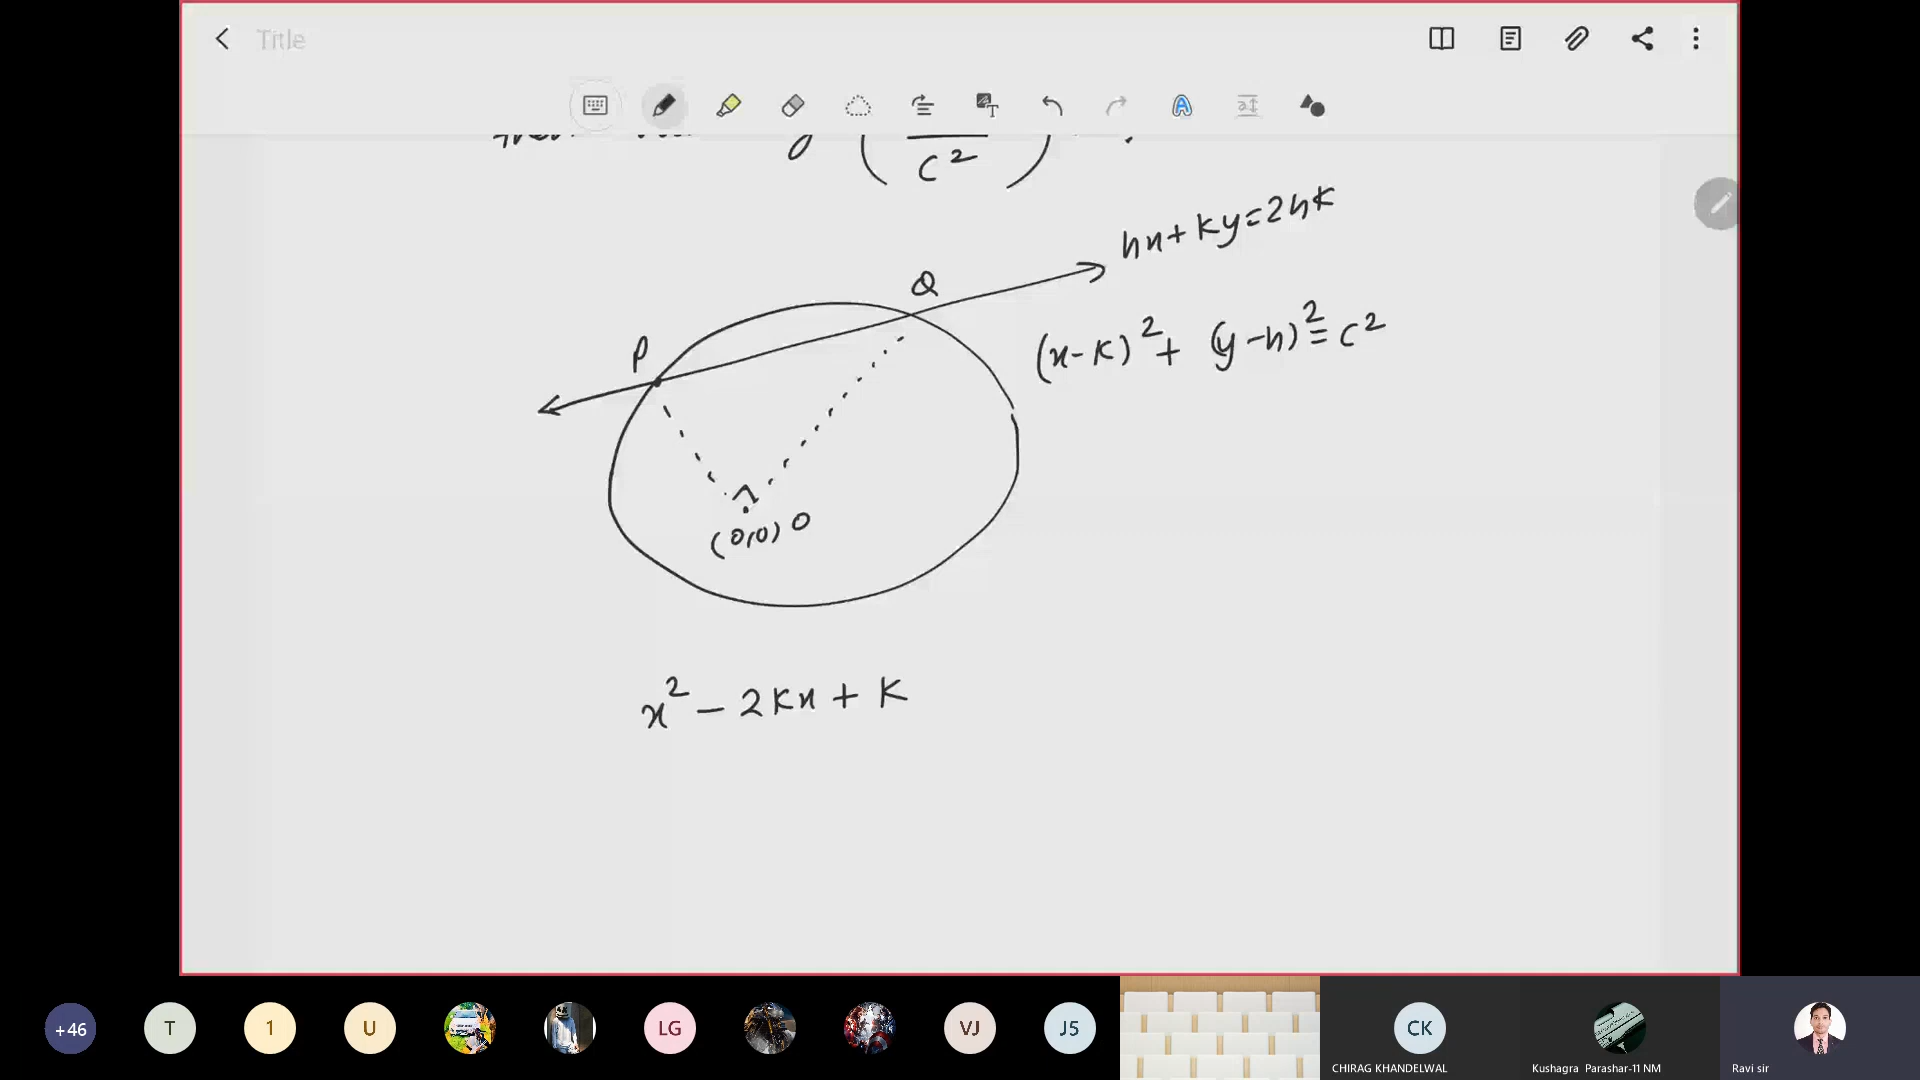 Title
C²
hx+ky=2hk
Q
(x-k)²+ (y-h)²=c²
P
(0,0) O
x² - 2kx + k
+46 T 1 U LG VJ J5 CK
CHIRAG KHANDELWAL Kushagra Parashar-11 NM Ravi sir